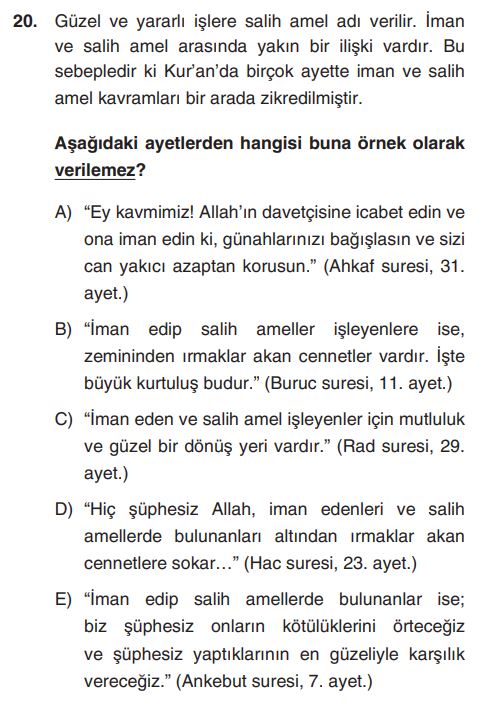 20. Güzel ve yararlı işlere salih amel adı verilir. İman
ve salih amel arasında yakın bir ilişki vardır. Bu
sebepledir ki Kur’an’da birçok ayette iman ve salih
amel kavramları bir arada zikredilmiştir.
Aşağıdaki ayetlerden hangisi buna örnek olarak
verilemez?
A) “Ey kavmimiz! Allah’ın davetçisine icabet edin ve
ona iman edin ki, günahlarınızı bağışlasın ve sizi
can yakıcı azaptan korusun.” (Ahkaf suresi, 31.
ayet.)
B) “İman edip salih ameller işleyenlere ise,
zemininden ırmaklar akan cennetler vardır. İşte
büyük kurtuluş budur.” (Buruc suresi, 11. ayet.)
C) “İman eden ve salih amel işleyenler için mutluluk
ve güzel bir dönüş yeri vardır.” (Rad suresi, 29.
ayet.)
D) “Hiç şüphesiz Allah, iman edenleri ve salih
amellerde bulunanları altından ırmaklar akan
cennetlere sokar…” (Hac suresi, 23. ayet.)
E) “İman edip salih amellerde bulunanlar ise;
biz şüphesiz onların kötülüklerini örteceğiz
ve şüphesiz yaptıklarının en güzeliyle karşılık
vereceğiz.” (Ankebut suresi, 7. ayet.)